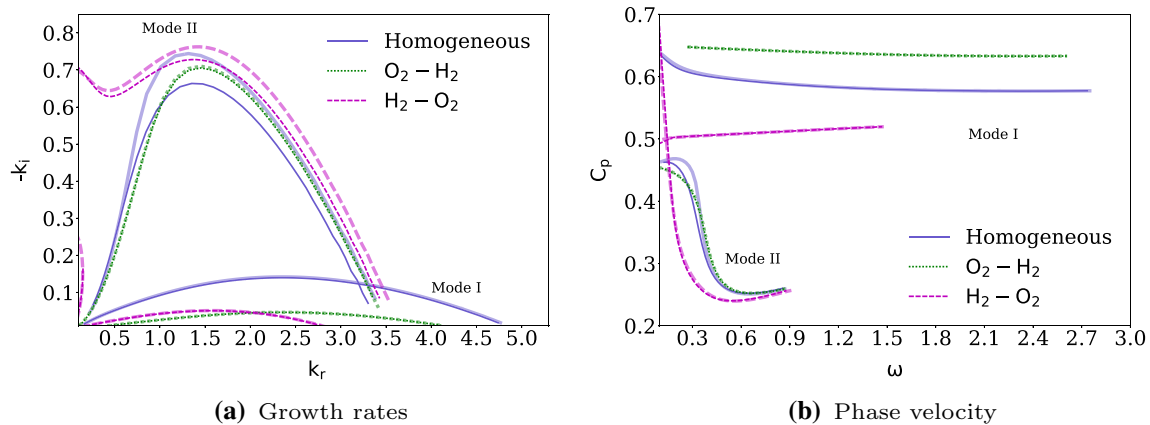 Mode II
Homogeneous
O₂ − H₂
H₂ − O₂
Mode I
0.8
0.7
0.6
0.5
0.4
0.3
0.2
0.1
-kᵢ
0.5 1.0 1.5 2.0 2.5 3.0 3.5 4.0 4.5 5.0
kᵣ
(a) Growth rates
0.7
0.6
0.5
0.4
0.3
0.2
Cₚ
Mode I
Mode II
Homogeneous
O₂ − H₂
H₂ − O₂
0.3 0.6 0.9 1.2 1.5 1.8 2.1 2.4 2.7 3.0
ω
(b) Phase velocity